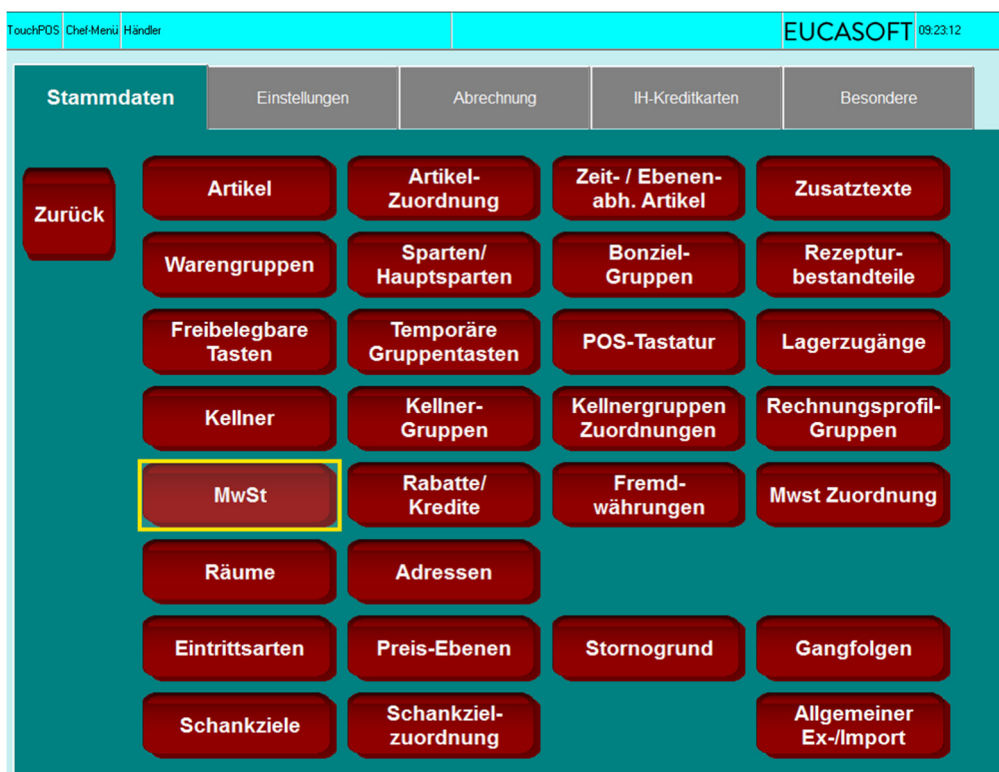 TouchPOS Chef-Menü Händler EUCASOFT 09:23:12
Stammdaten Einstellungen Abrechnung IH-Kreditkarten Besondere
Zurück
Artikel
Artikel-
Zuordnung
Zeit- / Ebenen-
abh. Artikel
Zusatztexte
Warengruppen
Sparten/
Hauptsparten
Bonziel-
Gruppen
Rezeptur-
bestandteile
Freibelegbare
Tasten
Temporäre
Gruppentasten
POS-Tastatur
Lagerzugänge
Kellner
Kellner-
Gruppen
Kellnergruppen
Zuordnungen
Rechnungsprofil-
Gruppen
MwSt
Rabatte/
Kredite
Fremd-
währungen
Mwst Zuordnung
Räume
Adressen
Eintrittsarten
Preis-Ebenen
Stornogrund
Gangfolgen
Schankziele
Schankziel-
zuordnung
Allgemeiner
Ex-/Import